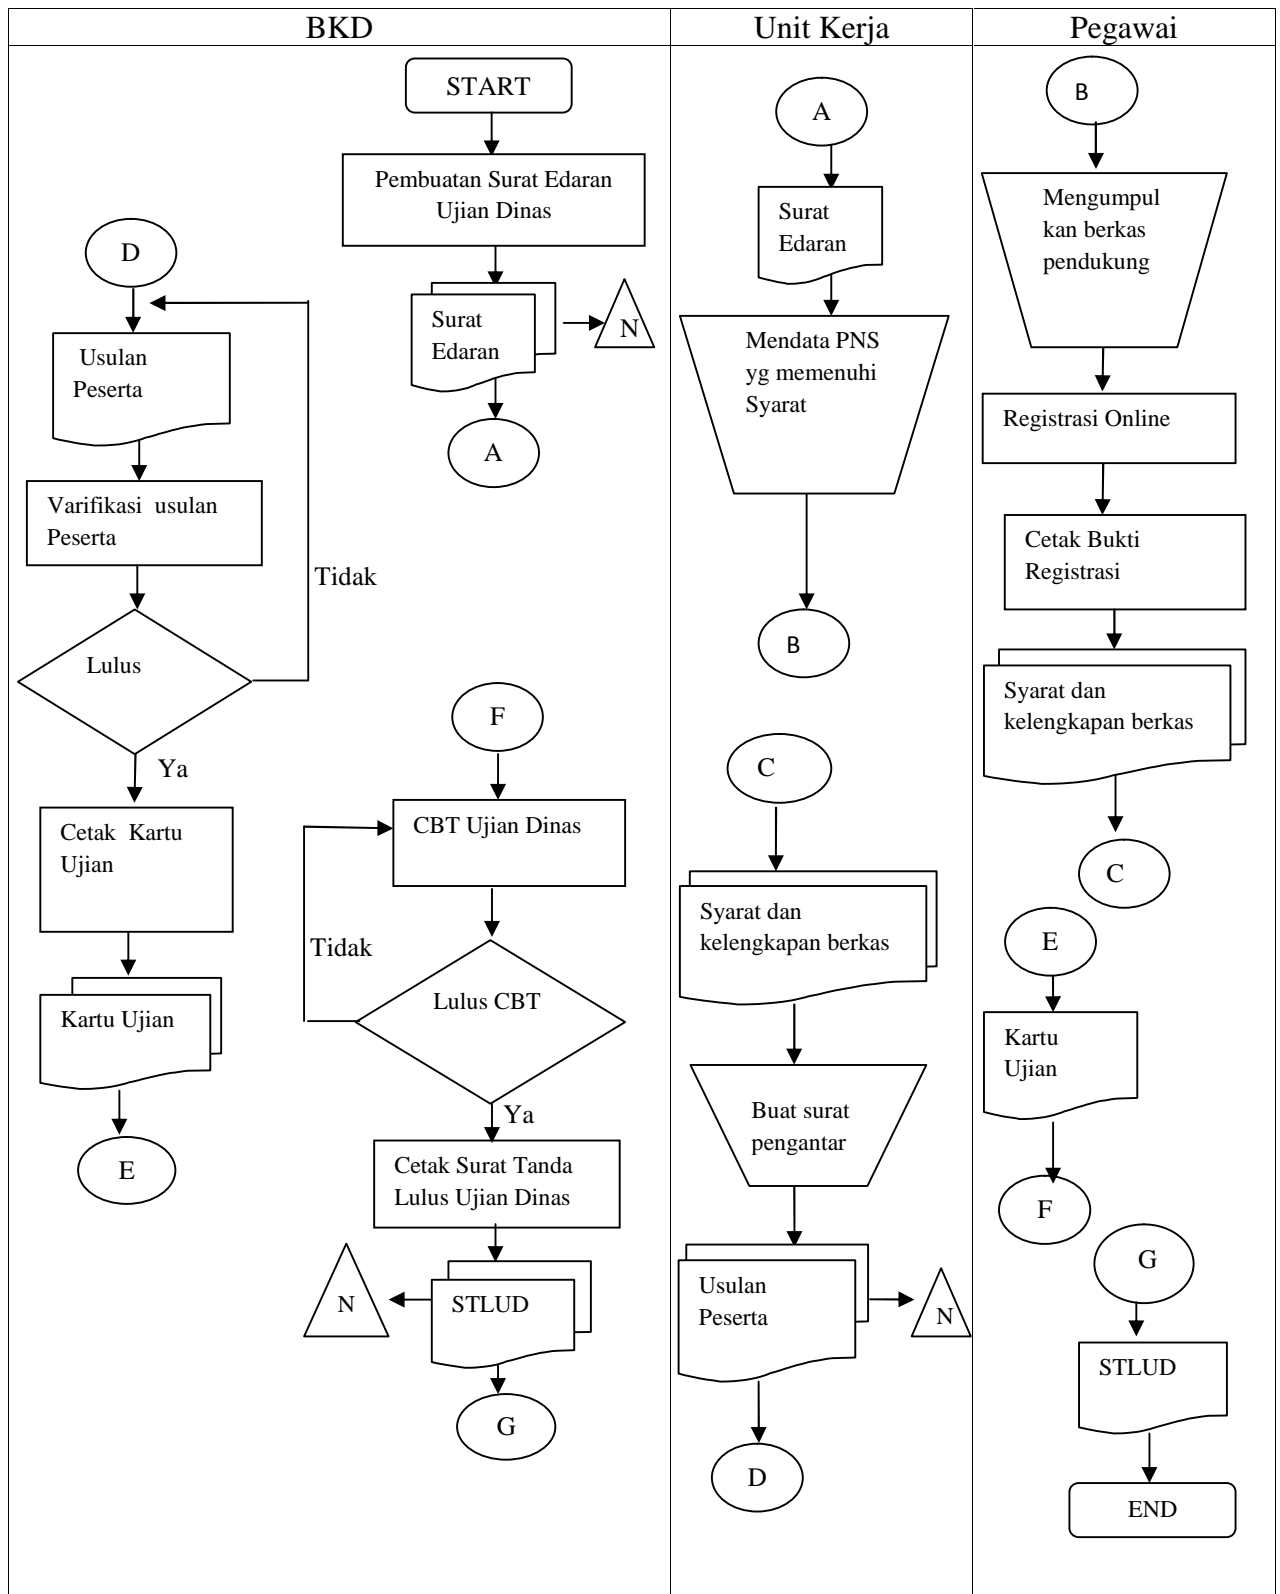 BKD
Unit Kerja
Pegawai
START
Pembuatan Surat Edaran
Ujian Dinas
Surat
Edaran
N
A
D
Usulan
Peserta
Varifikasi usulan
Peserta
Tidak
Lulus
Ya
Cetak Kartu
Ujian
Kartu Ujian
E
F
CBT Ujian Dinas
Tidak
Lulus CBT
Ya
Cetak Surat Tanda
Lulus Ujian Dinas
N
STLUD
G
A
Surat
Edaran
Mendata PNS
yg memenuhi
Syarat
B
C
Syarat dan
kelengkapan berkas
Buat surat
pengantar
Usulan
Peserta
N
D
B
Mengumpul
kan berkas
pendukung
Registrasi Online
Cetak Bukti
Registrasi
Syarat dan
kelengkapan berkas
C
E
Kartu
Ujian
F
G
STLUD
END